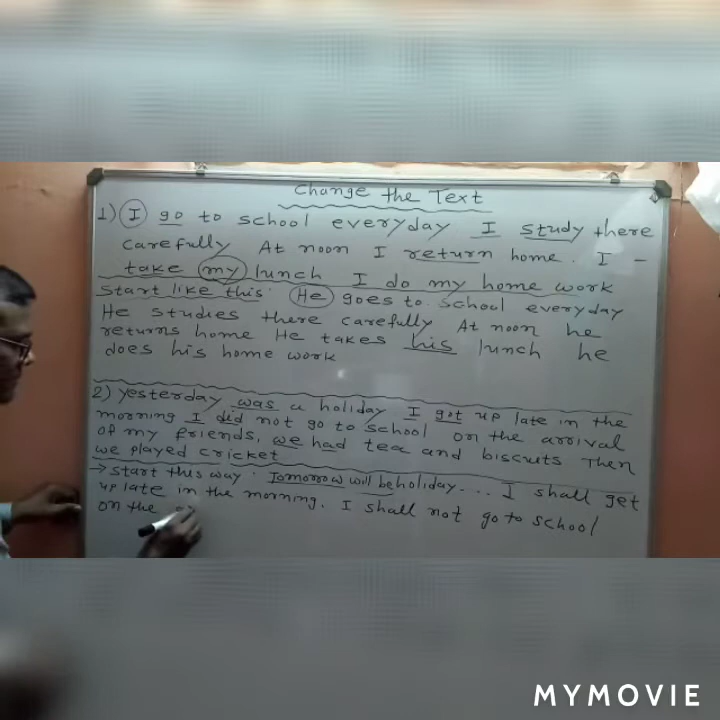 Change the Text
1) I go to school everyday I study there
carefully At noon I return home. I -
take my lunch I do my home work
Start like this: He goes to school everyday
He studies there carefully At noon he
returns home He takes his lunch he
does his home work
2) Yesterday was a holiday I got up late in the
morning I did not go to school on the arrival
of my friends, we had tea and biscuts Then
we played cricket
→ Start this way. Tomorrow will be holiday... I shall get
up late in the morning. I shall not go to school
on the
MYMOVIE